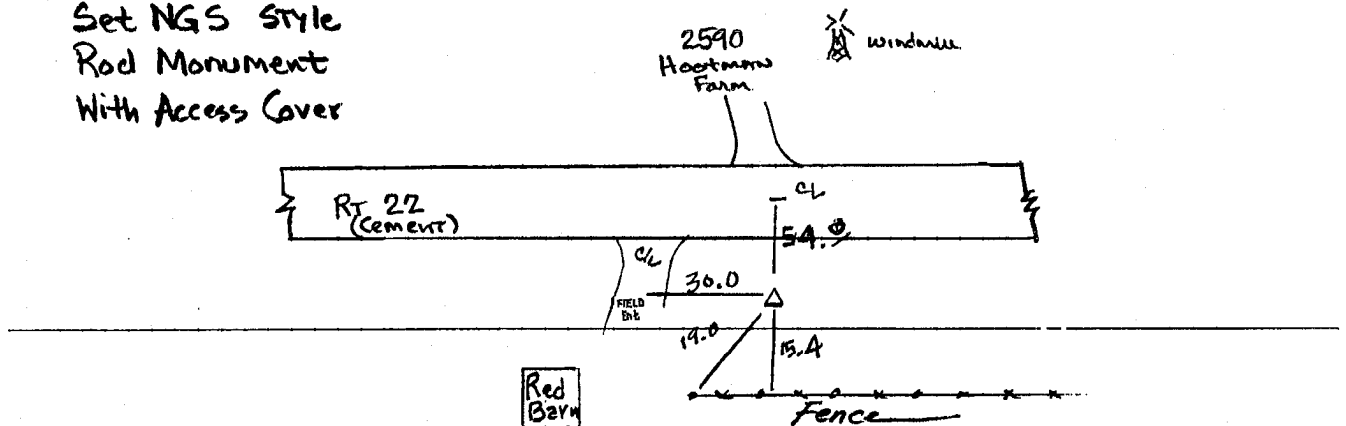 Set NGS Style
Rod Monument
With Access Cover
2590
Hootman
Farm
windmill
RT 22
(Cement)
C/L
54.0
C/L
30.0
FIELD
Ent
19.0
15.4
Red
Barn
Fence